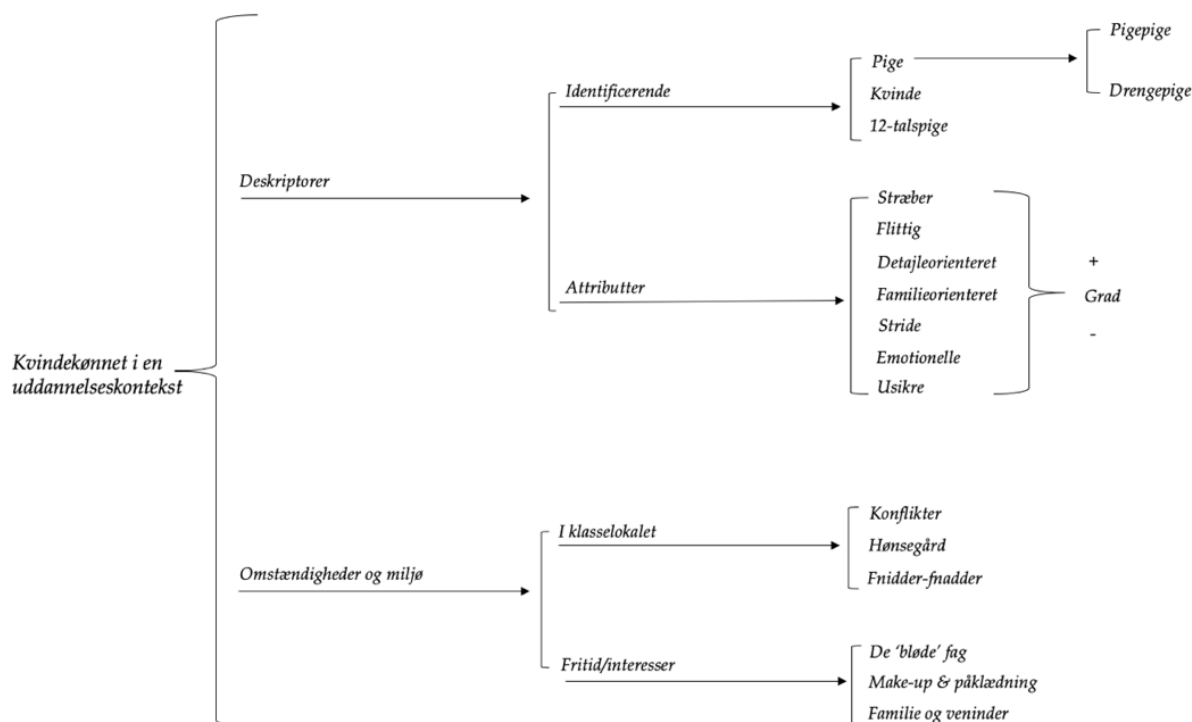 Kvindekønnet i en
uddannelseskontekst
Deskriptorer
Identificerende
Pige
Kvinde
12-talspige
Pigepige
Drengepige
Attributter
Stræber
Flittig
Detajleorienteret
Familieorienteret
Stride
Emotionelle
Usikre
+
Grad
-
Omstændigheder og miljø
I klasselokalet
Konflikter
Hønsegård
Fnidder-fnadder
Fritid/interesser
De ‘bløde’ fag
Make-up & påklædning
Familie og veninder